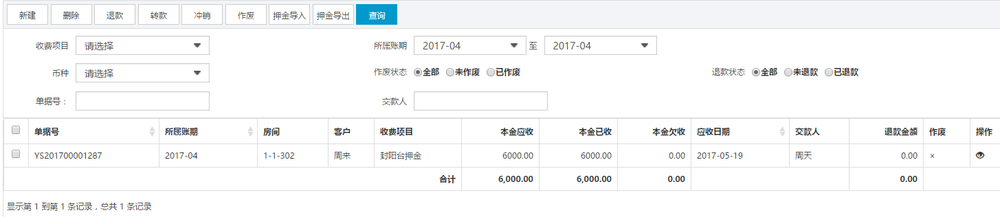 新建 删除 退款 转款 冲销 作废 押金导入 押金导出 查询
收费项目 请选择 所属账期 2017-04 至 2017-04
币种 请选择 作废状态 全部 未作废 已作废 退款状态 全部 未退款 已退款
单据号： 交款人
单据号 所属账期 房间 客户 收费项目 本金应收 本金已收 本金欠收 应收日期 交款人 退款金额 作废 操作
YS201700001287 2017-04 1-1-302 周来 封阳台押金 6000.00 6000.00 0.00 2017-05-19 周天 0.00 ×
合计 6,000.00 6,000.00 0.00 0.00
显示第 1 到第 1 条记录，总共 1 条记录